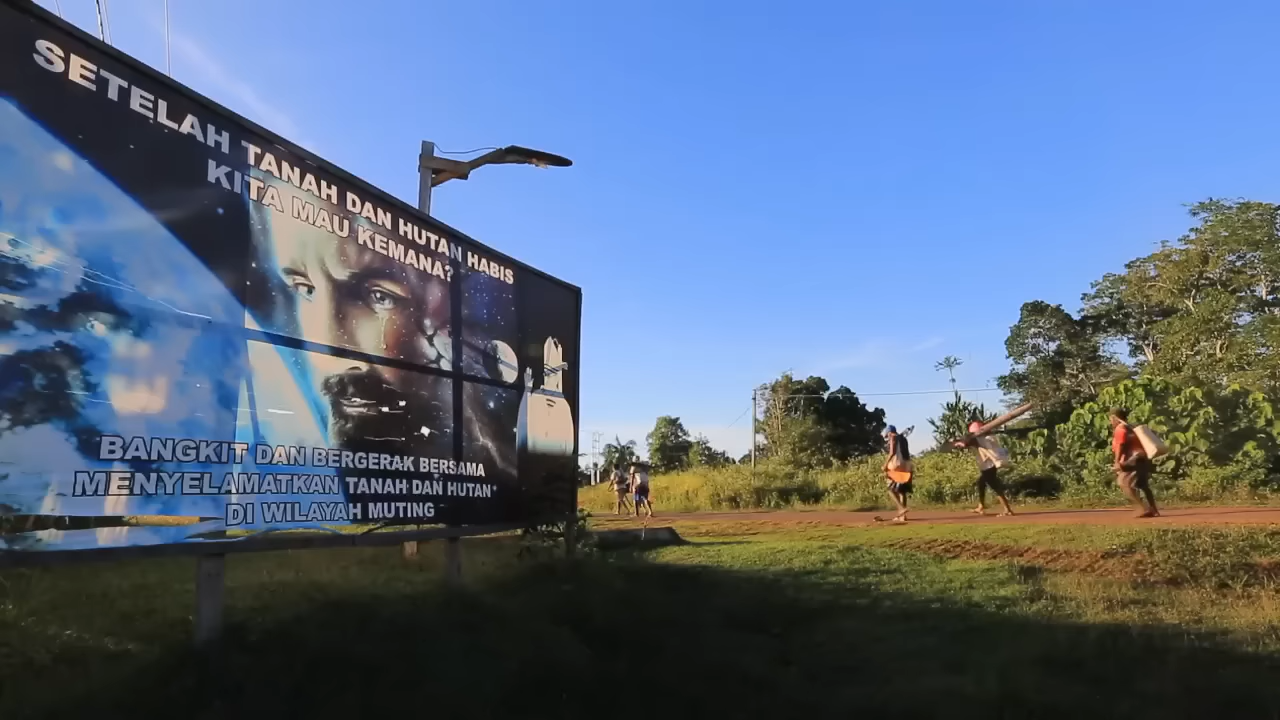 SETELAH TANAH DAN HUTAN HABIS
KITA MAU KEMANA?
BANGKIT DAN BERGERAK BERSAMA
MENYELAMATKAN TANAH DAN HUTAN"
DI WILAYAH MUTING